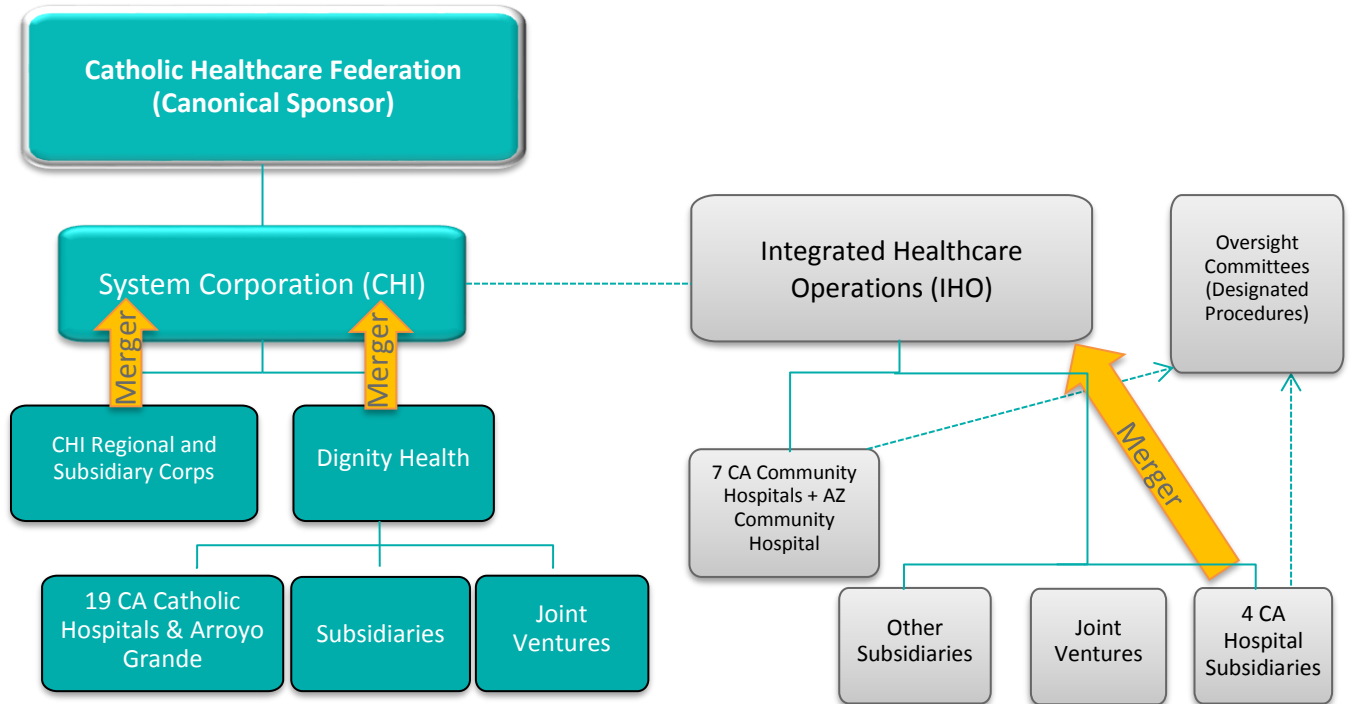 Catholic Healthcare Federation
(Canonical Sponsor)
System Corporation (CHI)
Integrated Healthcare
Operations (IHO)
Oversight
Committees
(Designated
Procedures)
Merger
Merger
CHI Regional and
Subsidiary Corps
Dignity Health
7 CA Community
Hospitals + AZ
Community
Hospital
Merger
19 CA Catholic
Hospitals & Arroyo
Grande
Subsidiaries
Joint
Ventures
Other
Subsidiaries
Joint
Ventures
4 CA
Hospital
Subsidiaries